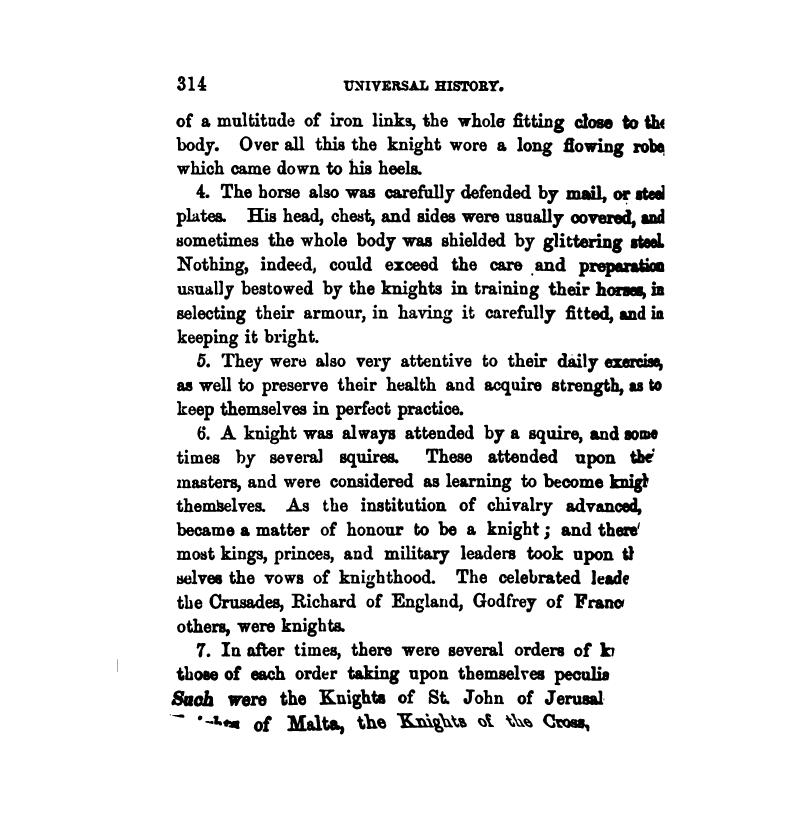 314 UNIVERSAL HISTORY.
of a multitude of iron links, the whole fitting close to the
body. Over all this the knight wore a long flowing robe,
which came down to his heels.
4. The horse also was carefully defended by mail, or steel
plates. His head, chest, and sides were usually covered, and
sometimes the whole body was shielded by glittering steel.
Nothing, indeed, could exceed the care and preparation
usually bestowed by the knights in training their horses, in
selecting their armour, in having it carefully fitted, and in
keeping it bright.
5. They were also very attentive to their daily exercise,
as well to preserve their health and acquire strength, as to
keep themselves in perfect practice.
6. A knight was always attended by a squire, and some
times by several squires. These attended upon the
masters, and were considered as learning to become knigh
themselves. As the institution of chivalry advanced,
became a matter of honour to be a knight; and there
most kings, princes, and military leaders took upon th
selves the vows of knighthood. The celebrated leade
the Crusades, Richard of England, Godfrey of Franc
others, were knights.
7. In after times, there were several orders of k
those of each order taking upon themselves peculia
Such were the Knights of St. John of Jerusal
of Malta, the Knights of the Cross,